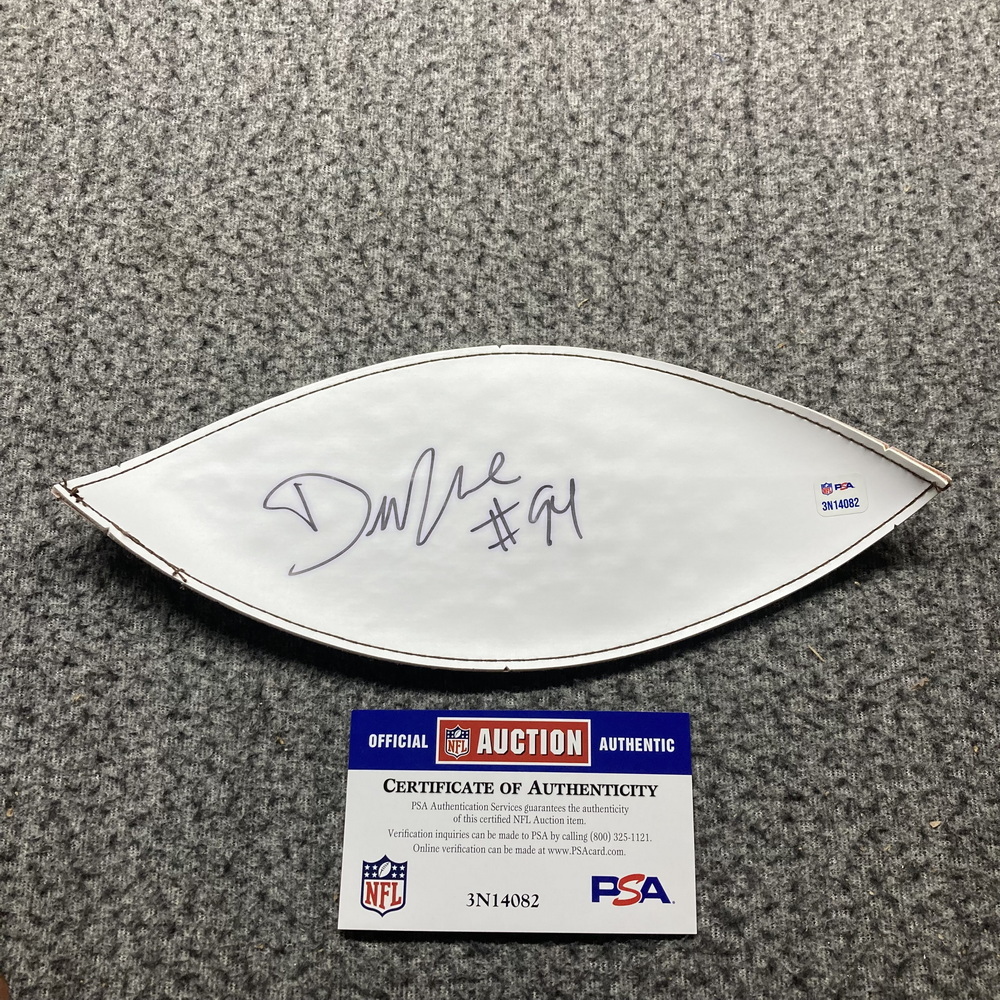 #94
NFL PSA
3N14082
OFFICIAL NFL AUCTION AUTHENTIC
CERTIFICATE OF AUTHENTICITY
PSA Authentication Services guarantees the authenticity
of this certified NFL Auction item.
Verification inquiries can be made to PSA by calling (800) 325-1121.
Online verification can be made at www.PSAcard.com.
NFL 3N14082 PSA